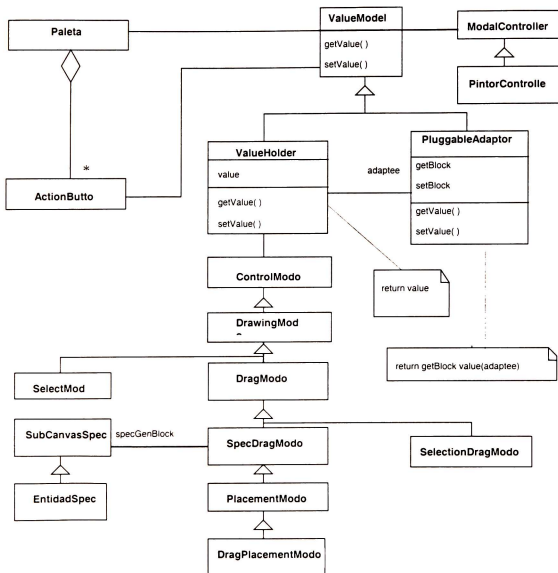 Paleta
ValueModel
getValue( )
setValue( )
ModalController
PintorControlle
ValueHolder
value
getValue( )
setValue( )
adaptee
PluggableAdaptor
getBlock
setBlock
getValue( )
setValue( )
*
ActionButto
ControlModo
return value
DrawingMod
return getBlock value(adaptee)
SelectMod
DragModo
SubCanvasSpec
specGenBlock
SpecDragModo
SelectionDragModo
EntidadSpec
PlacementModo
DragPlacementModo